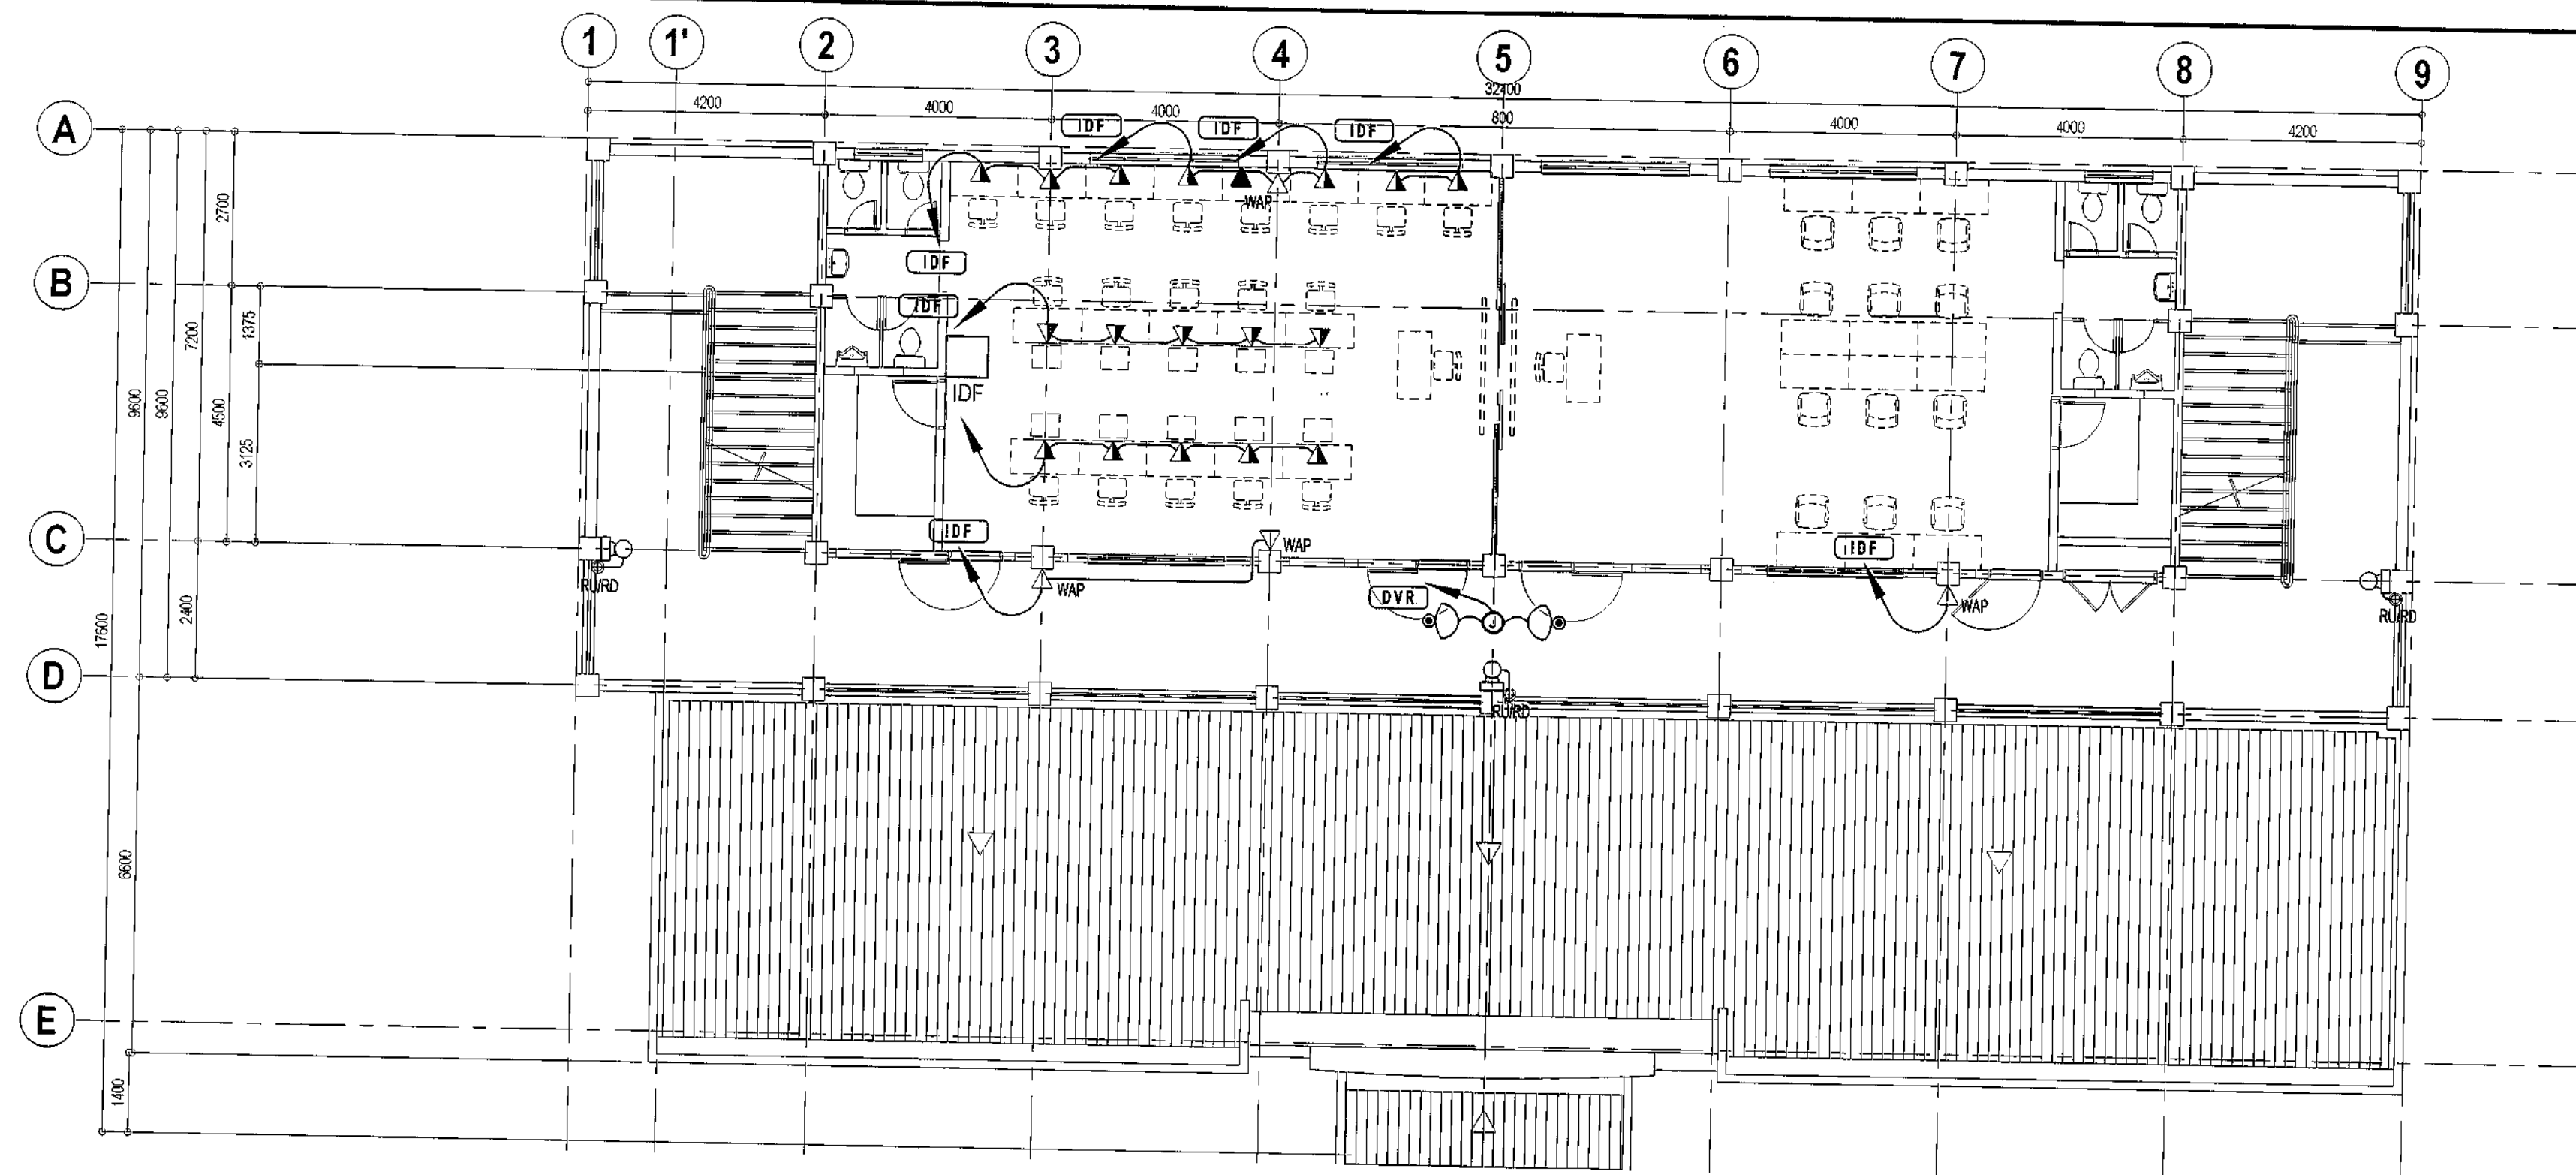 1 1' 2 3 4 5 6 7 8 9
32400
4200 4000 4000 800 4000 4000 4200
A
IDF IDF IDF
WAP
2700
IDF
B
IDF
1375
7200
9600 9600 4500
IDF
3125
C
IDF
WAP
IDF
RU/RD
WAP
DVR
WAP
RU/RD
2400
17600
J
D
RU/RD
6600
E
1400